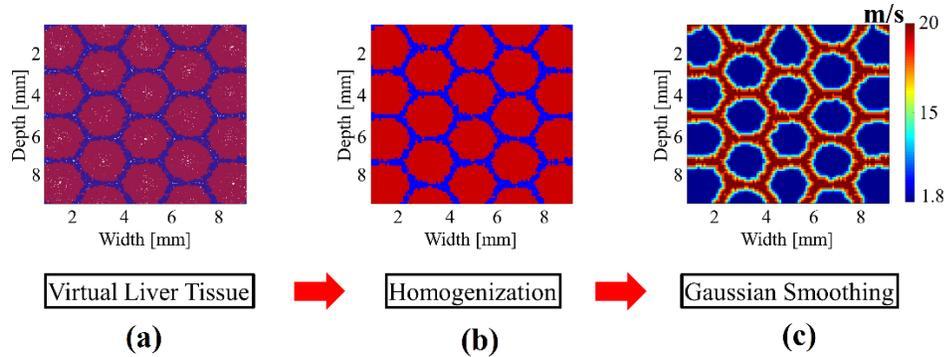 m/s
20
15
1.8
Depth [mm]
2
4
6
8
2 4 6 8
Width [mm]
Depth [mm]
2
4
6
8
2 4 6 8
Width [mm]
Depth [mm]
2
4
6
8
2 4 6 8
Width [mm]
Virtual Liver Tissue
Homogenization
Gaussian Smoothing
(a)
(b)
(c)